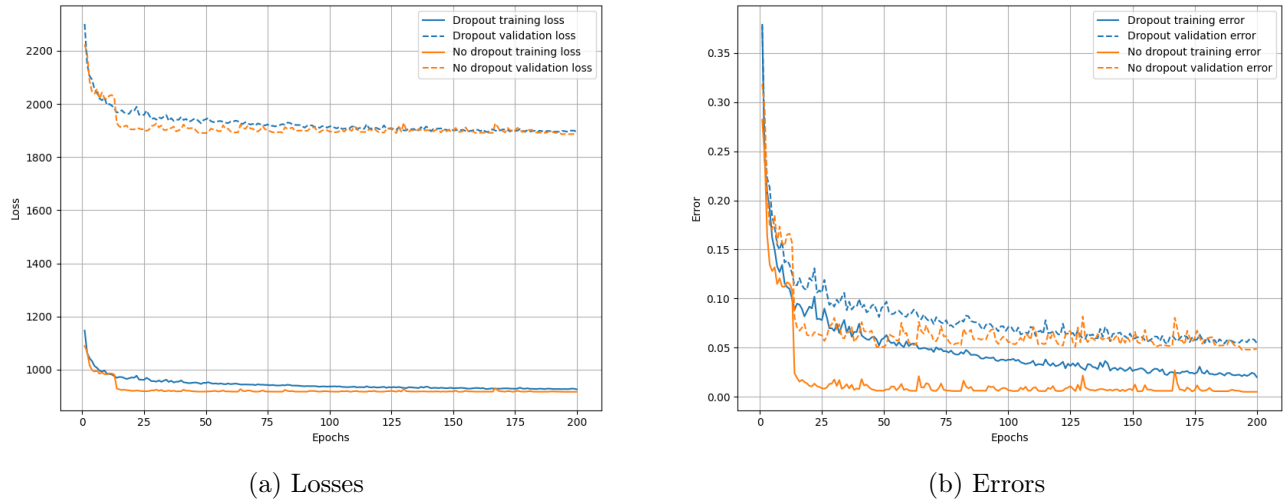 Dropout training loss
Dropout validation loss
No dropout training loss
No dropout validation loss
2200
2000
1800
1600
1400
1200
1000
Loss
0
25
50
75
100
125
150
175
200
Epochs
(a) Losses
Dropout training error
Dropout validation error
No dropout training error
No dropout validation error
0.35
0.30
0.25
0.20
0.15
0.10
0.05
0.00
Error
0
25
50
75
100
125
150
175
200
Epochs
(b) Errors